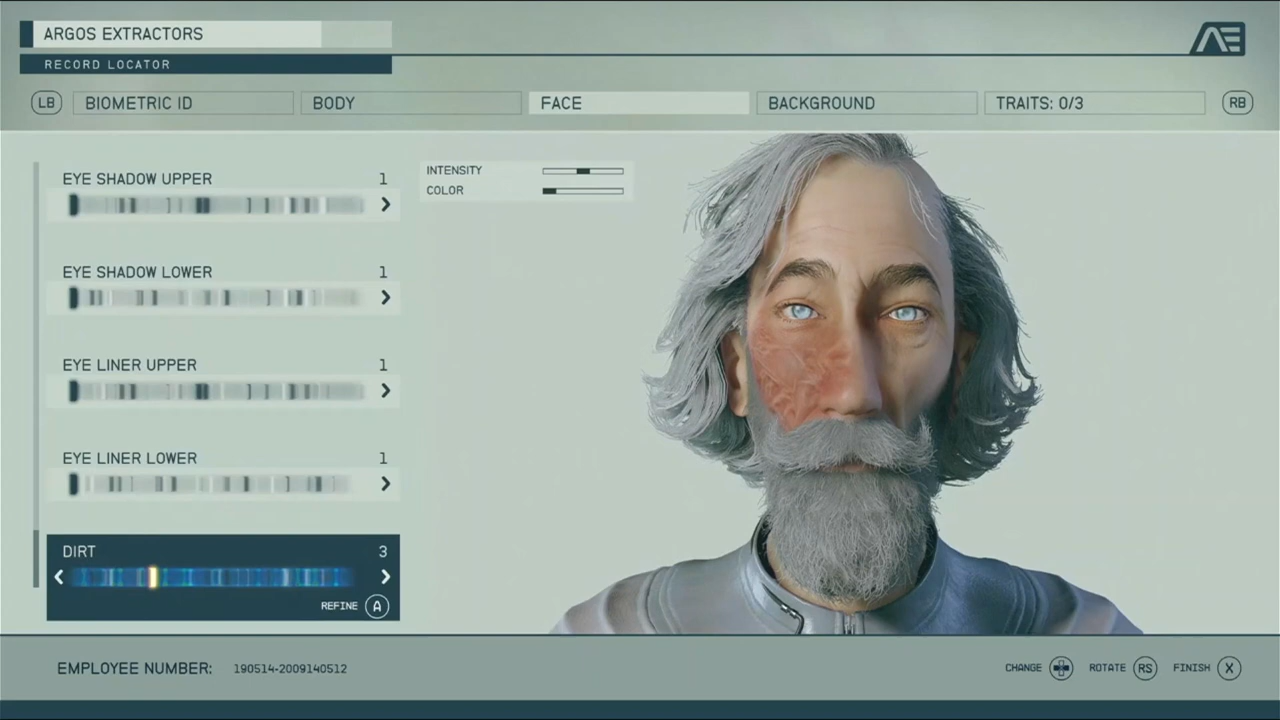 ARGOS EXTRACTORS
RECORD LOCATOR
LB BIOMETRIC ID BODY FACE BACKGROUND TRAITS: 0/3 RB
EYE SHADOW UPPER 1
INTENSITY
COLOR
EYE SHADOW LOWER 1
EYE LINER UPPER 1
EYE LINER LOWER 1
DIRT 3
REFINE A
EMPLOYEE NUMBER: 190514-2009140512
CHANGE ROTATE RS FINISH X